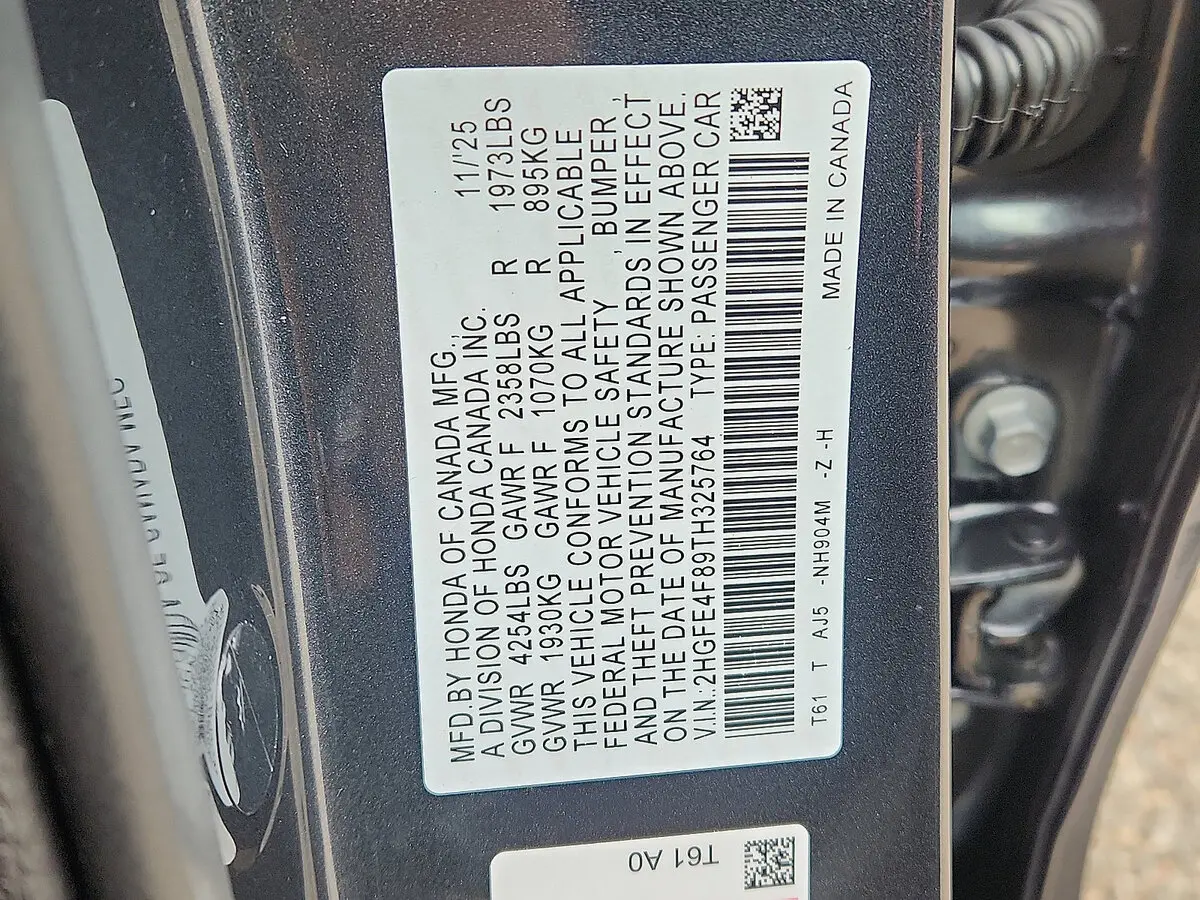 MFD.BY HONDA OF CANADA MFG., 11/'25
A DIVISION OF HONDA CANADA INC.
GVWR 4254LBS GAWR F 2358LBS R 1973LBS
GVWR 1930KG GAWR F 1070KG R 895KG
THIS VEHICLE CONFORMS TO ALL APPLICABLE
FEDERAL MOTOR VEHICLE SAFETY , BUMPER,
AND THEFT PREVENTION STANDARDS IN EFFECT
ON THE DATE OF MANUFACTURE SHOWN ABOVE.
V.I.N.:2HGFE4F89TH325764 TYPE: PASSENGER CAR
T61 T AJ5 -NH904M -Z -H MADE IN CANADA
T61 A0